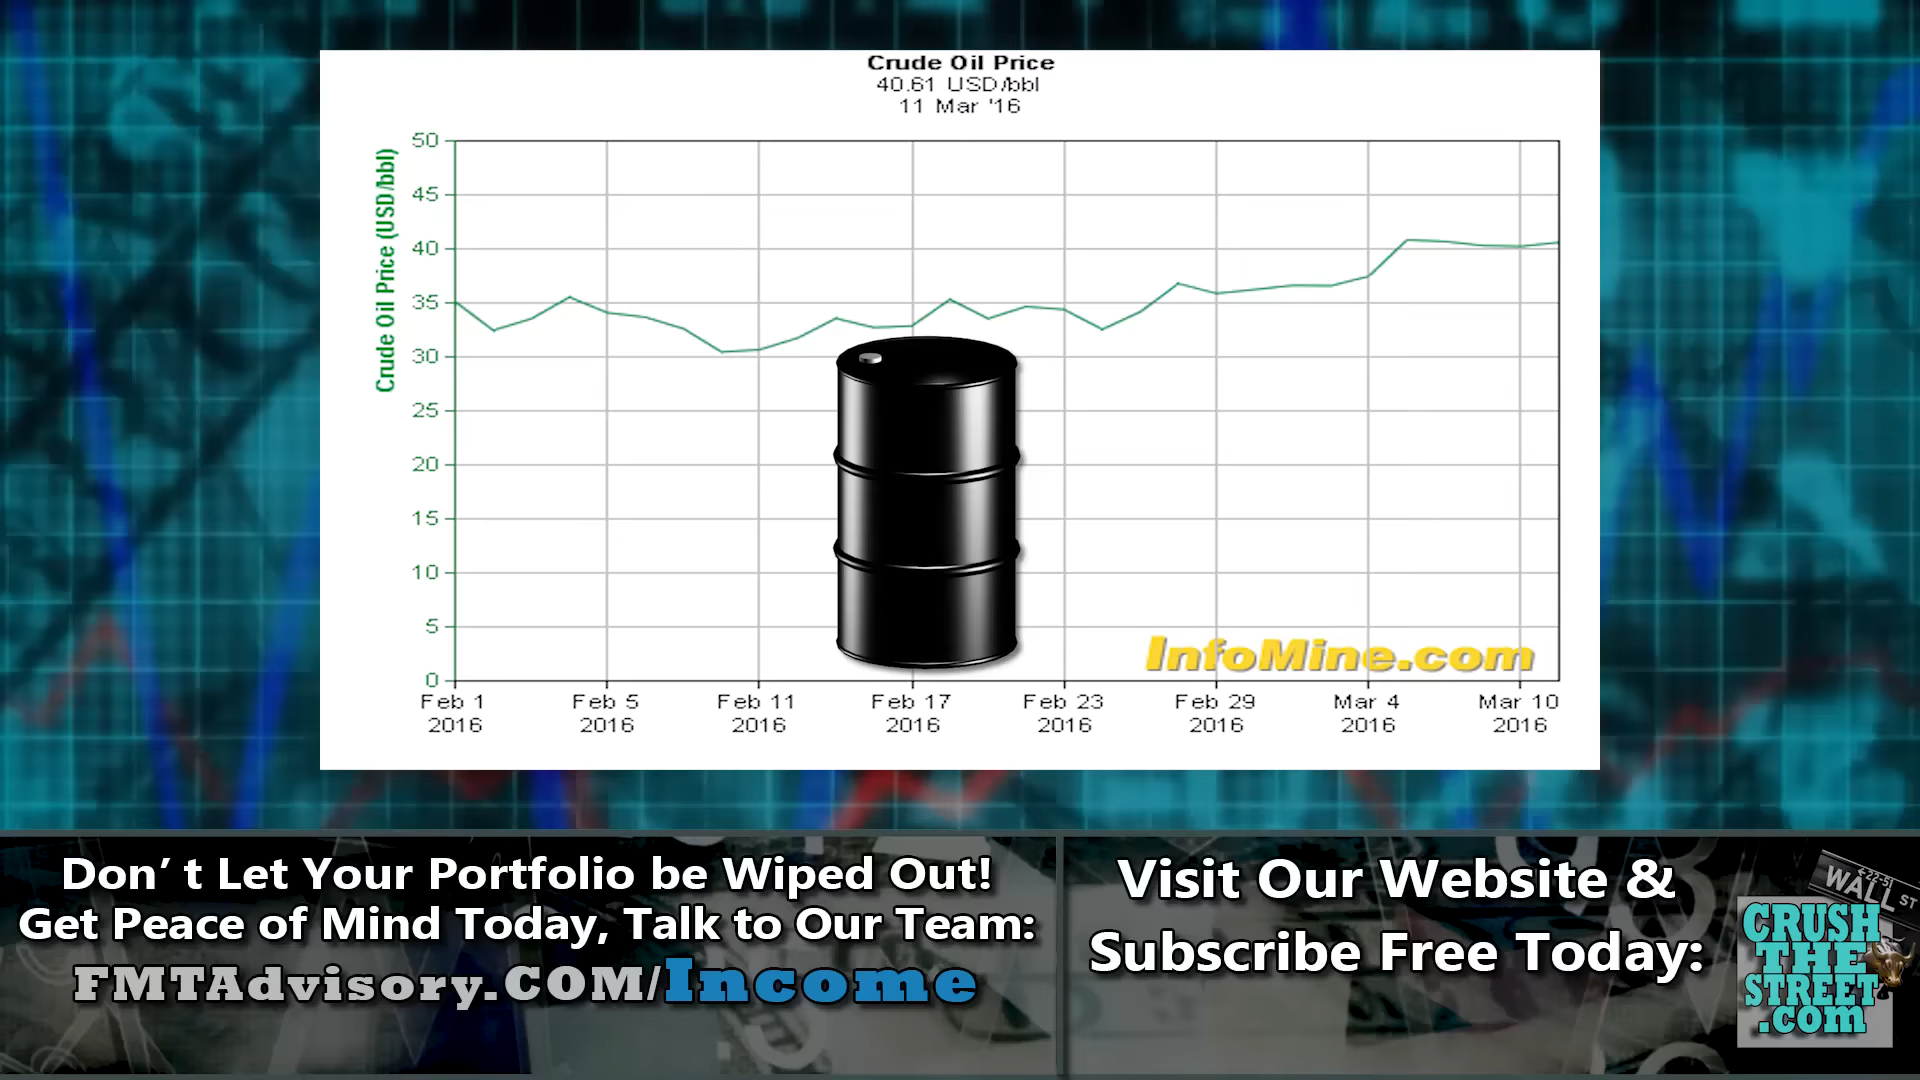 Crude Oil Price
40.61 USD/bbl
11 Mar '16
Crude Oil Price (USD/bbl)
50
45
40
35
30
25
20
15
10
5
0
Feb 1 2016
Feb 5 2016
Feb 11 2016
Feb 17 2016
Feb 23 2016
Feb 29 2016
Mar 4 2016
Mar 10 2016
InfoMine.com
Don't Let Your Portfolio be Wiped Out!
Get Peace of Mind Today, Talk to Our Team:
FMTAdvisory.COM/Income
Visit Our Website &
Subscribe Free Today:
WALL ST
CRUSH
THE
STREET
.com